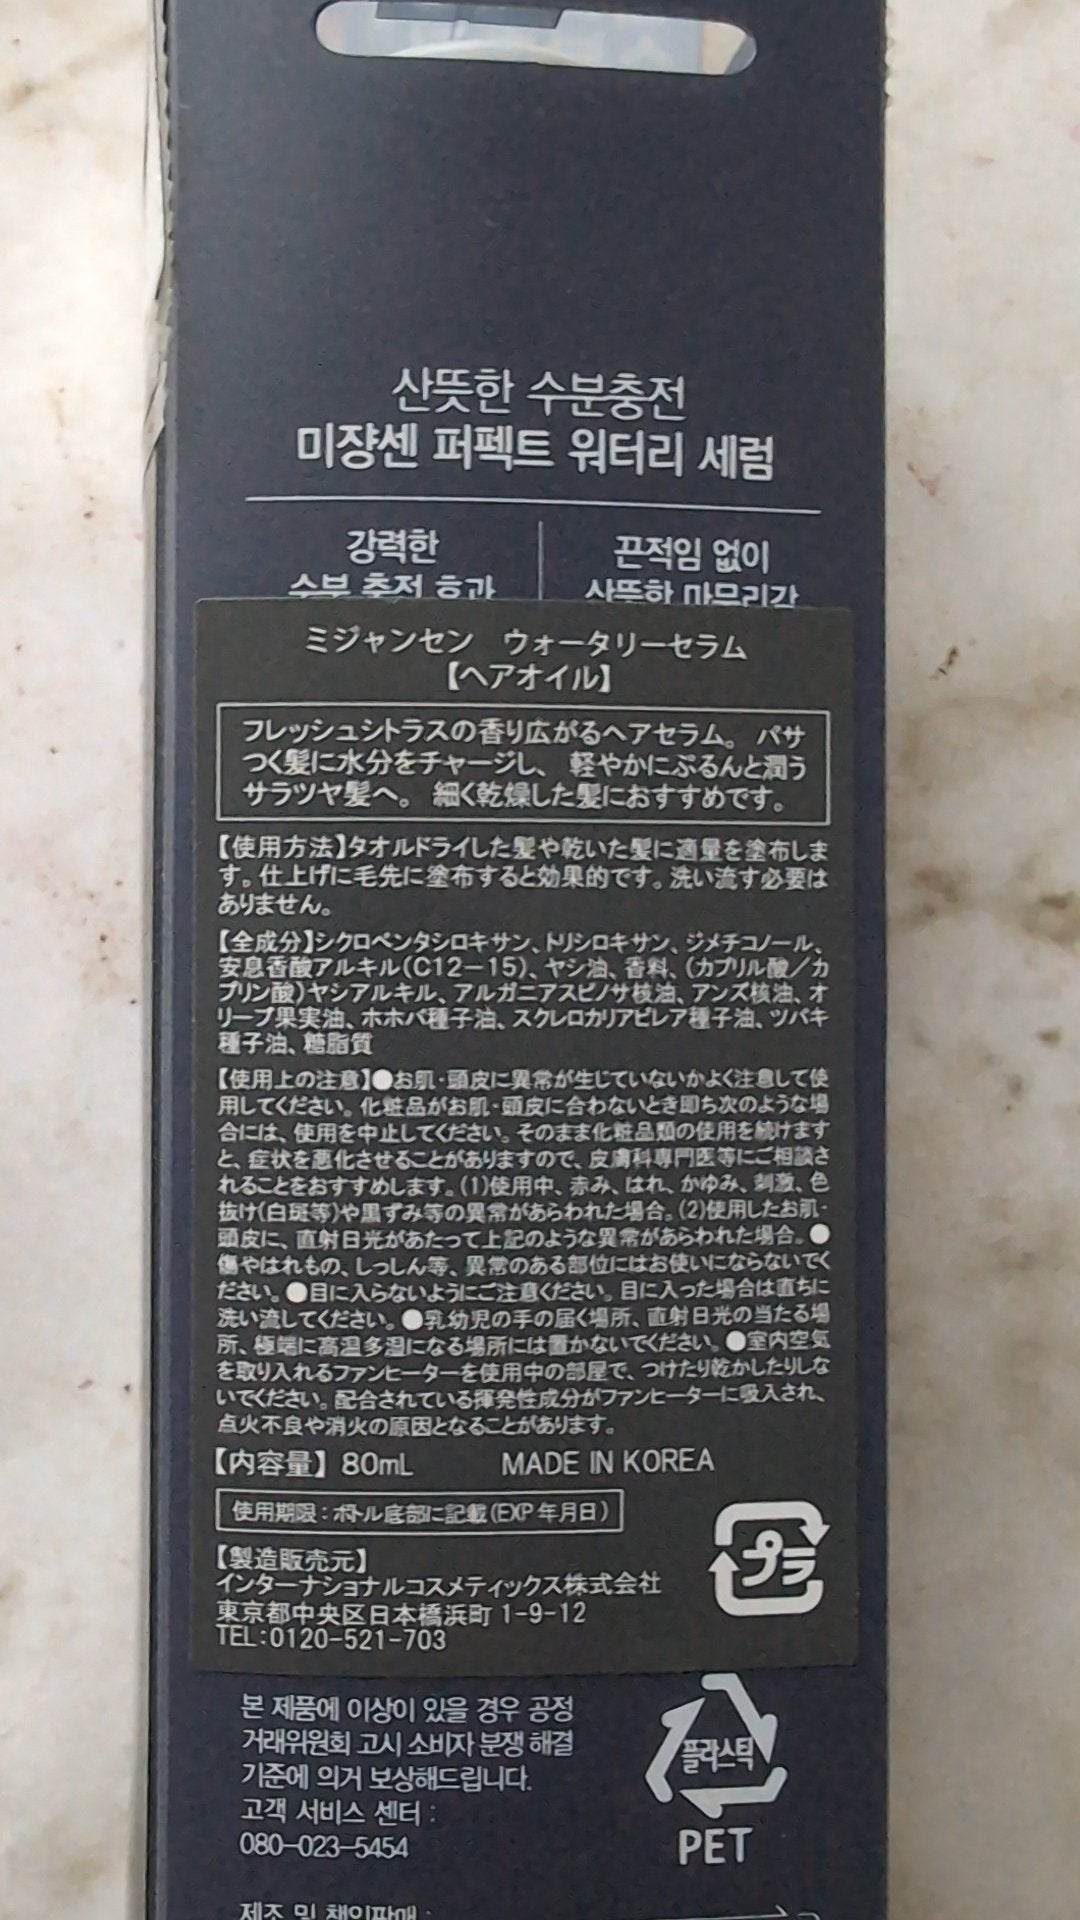 산뜻한 수분충전
미쟝센 퍼펙트 워터리 세럼
강력한
수분 충전 효과
끈적임 없이
산뜻한 마무리감
ミジャンセン ウォータリーセラム
【ヘアオイル】
フレッシュシトラスの香り広がるヘアセラム。 パサ
つく髪に水分をチャージし、 軽やかにぷるんと潤う
サラツヤ髪へ。 細く乾燥した髪におすすめです。
【使用方法】タオルドライした髪や乾いた髪に適量を塗布しま
す。仕上げに毛先に塗布すると効果的です。洗い流す必要は
ありません。
【全成分】シクロペンタシロキサン、トリシロキサン、ジメチコノール、
安息香酸アルキル(C12－15)、ヤシ油、香料、(カプリル酸／カ
プリン酸)ヤシアルキル、アルガニアスピノサ核油、アンズ核油、オ
リーブ果実油、ホホバ種子油、スクレロカリアビレア種子油、ツバキ
種子油、糖脂質
【使用上の注意】●お肌・頭皮に異常が生じていないかよく注意して使
用してください。化粧品がお肌・頭皮に合わないとき即ち次のような場
合には、使用を中止してください。そのまま化粧品類の使用を続けます
と、症状を悪化させることがありますので、皮膚科専門医等にご相談さ
れることをおすすめします。(1)使用中、赤み、はれ、かゆみ、刺激、色
抜け(白斑等)や黒ずみ等の異常があらわれた場合。(2)使用したお肌・
頭皮に、直射日光があたって上記のような異常があらわれた場合。●
傷やはれもの、しっしん等、異常のある部位にはお使いにならないでく
ださい。●目に入らないようにご注意ください。目に入った場合は直ちに
洗い流してください。●乳幼児の手の届く場所、直射日光の当たる場
所、極端に高温多湿になる場所には置かないでください。●室内空気
を取り入れるファンヒーターを使用中の部屋で、つけたり乾かしたりしな
いでください。配合されている揮発性成分がファンヒーターに吸入され、
点火不良や消火の原因となることがあります。
【内容量】 80mL MADE IN KOREA
使用期限：ボトル底部に記載(EXP 年月日)
【製造販売元】
インターナショナルコスメティックス株式会社
東京都中央区日本橋浜町 1-9-12
TEL:0120-521-703
プラ
본 제품에 이상이 있을 경우 공정
거래위원회 고시 소비자 분쟁 해결
기준에 의거 보상해드립니다.
고객 서비스 센터 :
080-023-5454
플라스틱
PET
제조 및 책임판매 :